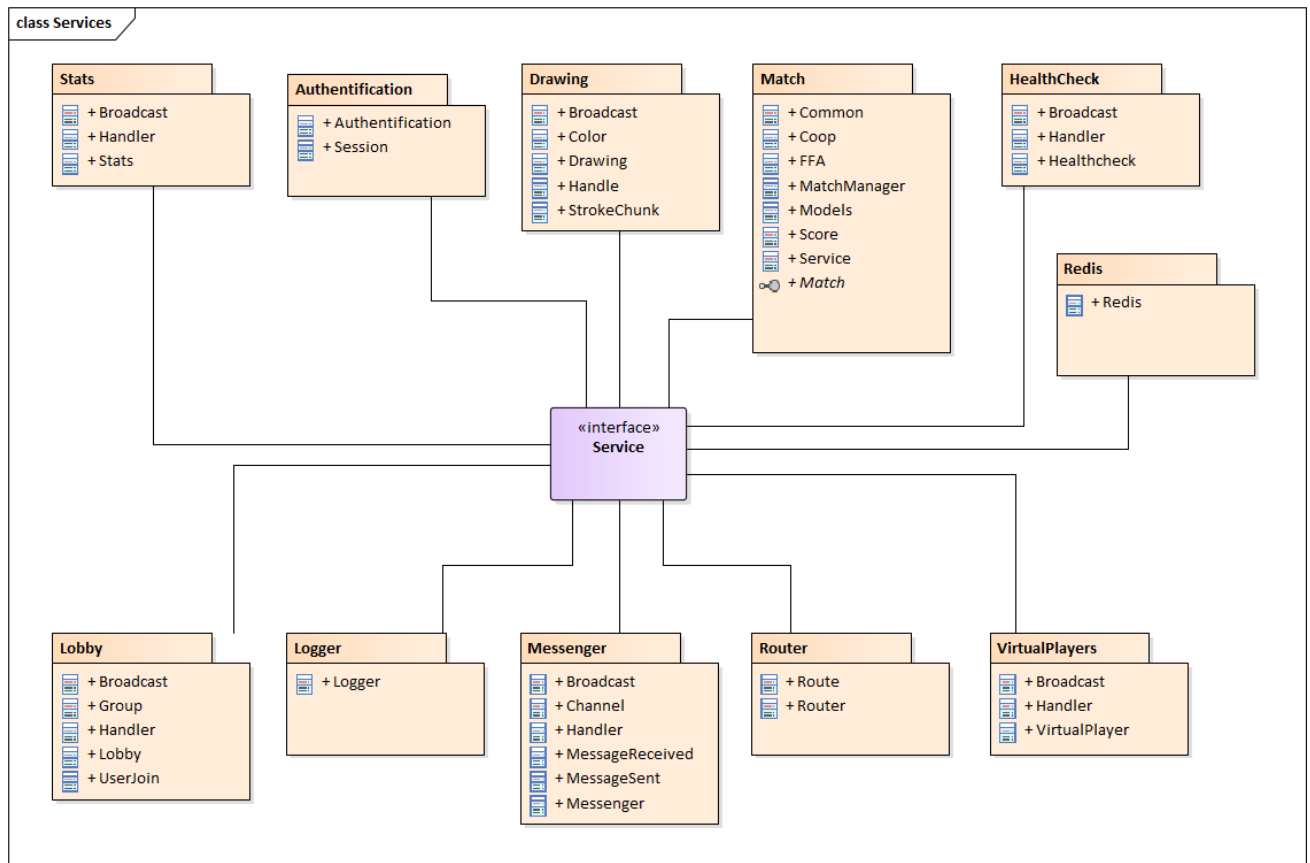 class Services
Stats
+ Broadcast
+ Handler
+ Stats
Authentification
+ Authentification
+ Session
Drawing
+ Broadcast
+ Color
+ Drawing
+ Handle
+ StrokeChunk
Match
+ Common
+ Coop
+ FFA
+ MatchManager
+ Models
+ Score
+ Service
+ Match
HealthCheck
+ Broadcast
+ Handler
+ Healthcheck
Redis
+ Redis
«interface»
Service
Lobby
+ Broadcast
+ Group
+ Handler
+ Lobby
+ UserJoin
Logger
+ Logger
Messenger
+ Broadcast
+ Channel
+ Handler
+ MessageReceived
+ MessageSent
+ Messenger
Router
+ Route
+ Router
VirtualPlayers
+ Broadcast
+ Handler
+ VirtualPlayer